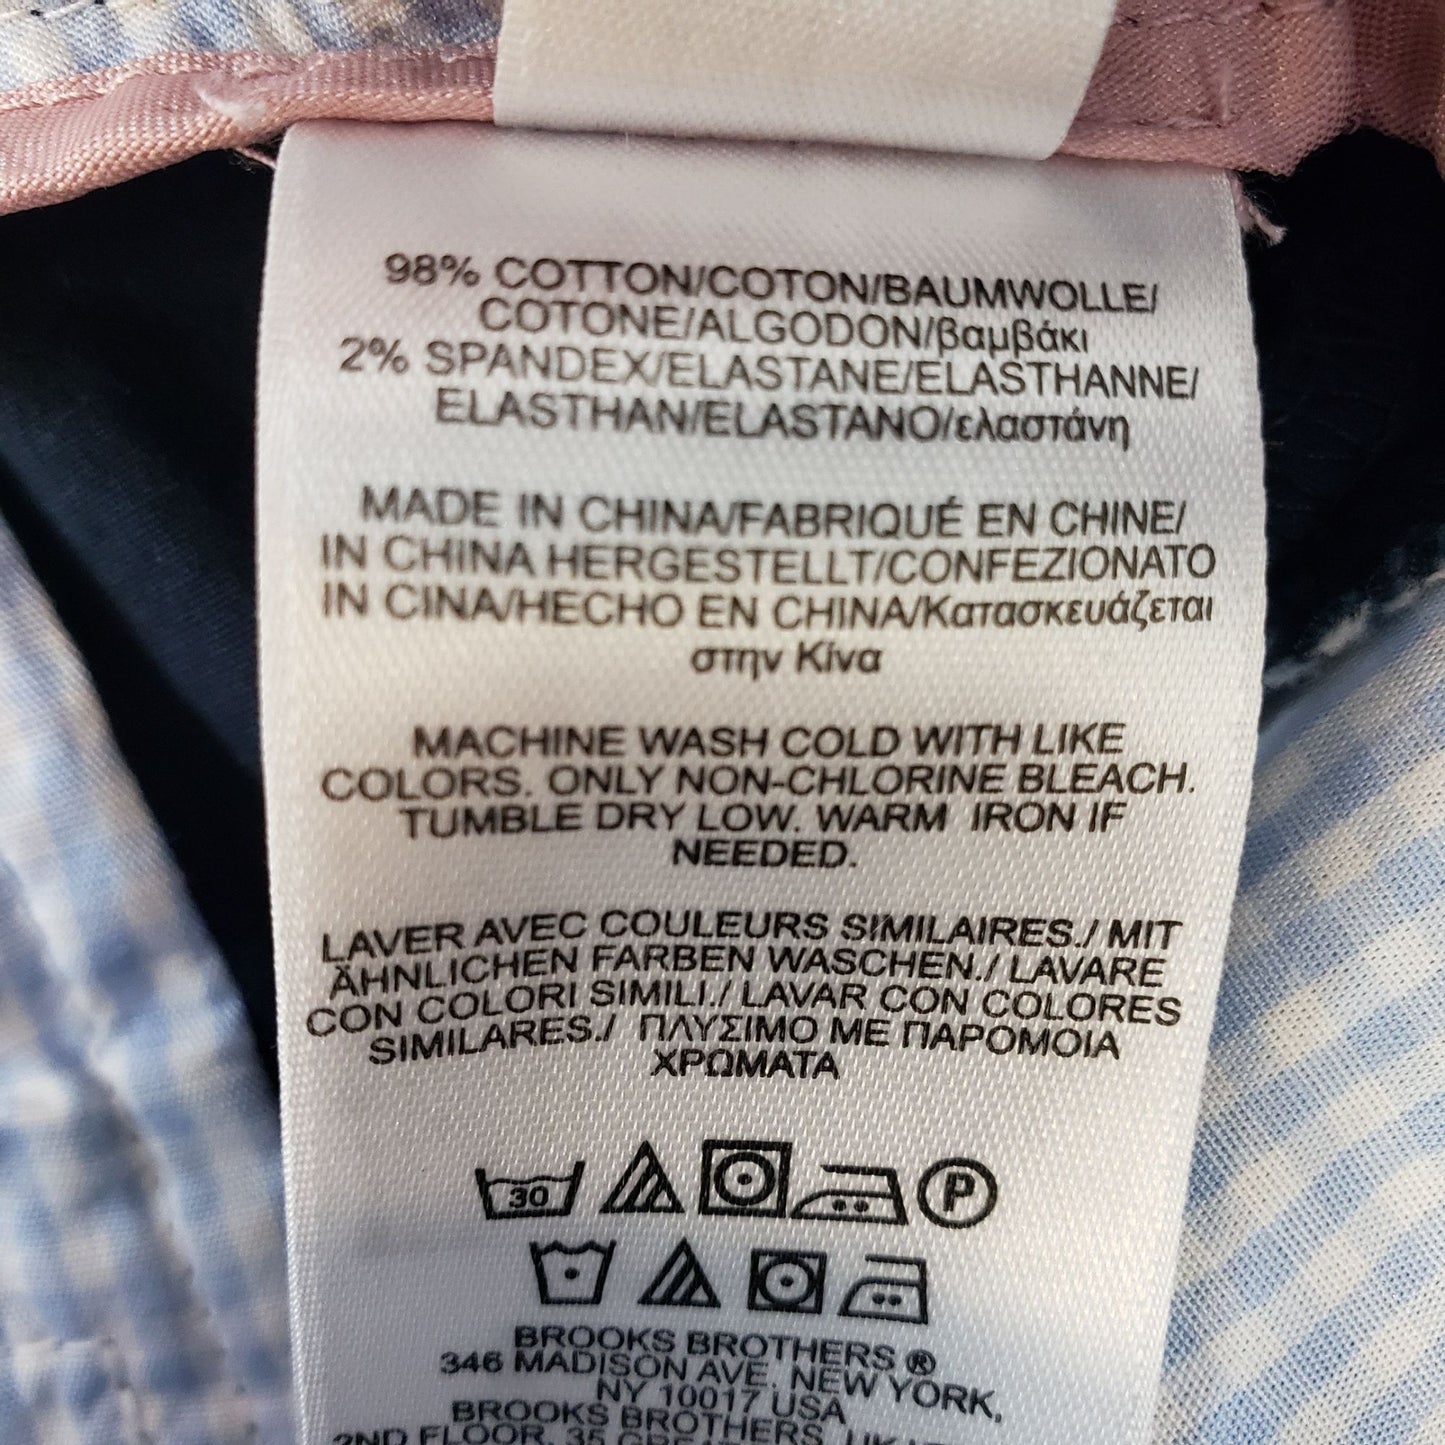 98% COTTON/COTON/BAUMWOLLE/
COTONE/ALGODON/βαμβάκι
2% SPANDEX/ELASTANE/ELASTHANNE/
ELASTHAN/ELASTANO/ελαστάνη
MADE IN CHINA/FABRIQUÉ EN CHINE/
IN CHINA HERGESTELLT/CONFEZIONATO
IN CINA/HECHO EN CHINA/Κατασκευάζεται
στην Κίνα
MACHINE WASH COLD WITH LIKE
COLORS. ONLY NON-CHLORINE BLEACH.
TUMBLE DRY LOW. WARM IRON IF
NEEDED.
LAVER AVEC COULEURS SIMILAIRES./ MIT
ÄHNLICHEN FARBEN WASCHEN./ LAVARE
CON COLORI SIMILI./ LAVAR CON COLORES
SIMILARES./ ΠΛΥΣΙΜΟ ΜΕ ΠΑΡΟΜΟΙΑ
ΧΡΩΜΑΤΑ
30 P
BROOKS BROTHERS ®
346 MADISON AVE, NEW YORK,
NY 10017 USA
BROOKS BROTHERS UK
2ND FLOOR, 35